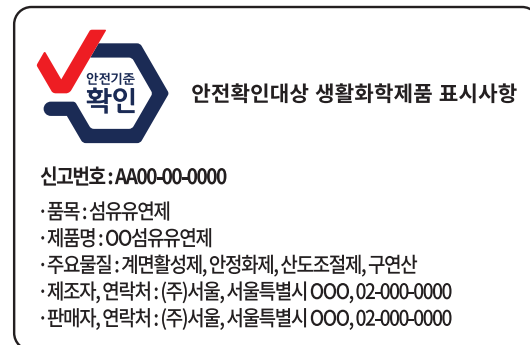 안전기준
확인
안전확인대상 생활화학제품 표시사항
신고번호 : AA00-00-0000
·품목 : 섬유유연제
·제품명 : OO섬유유연제
·주요물질 : 계면활성제, 안정화제, 산도조절제, 구연산
·제조자, 연락처 : (주)서울, 서울특별시 OOO, 02-000-0000
·판매자, 연락처 : (주)서울, 서울특별시 OOO, 02-000-0000